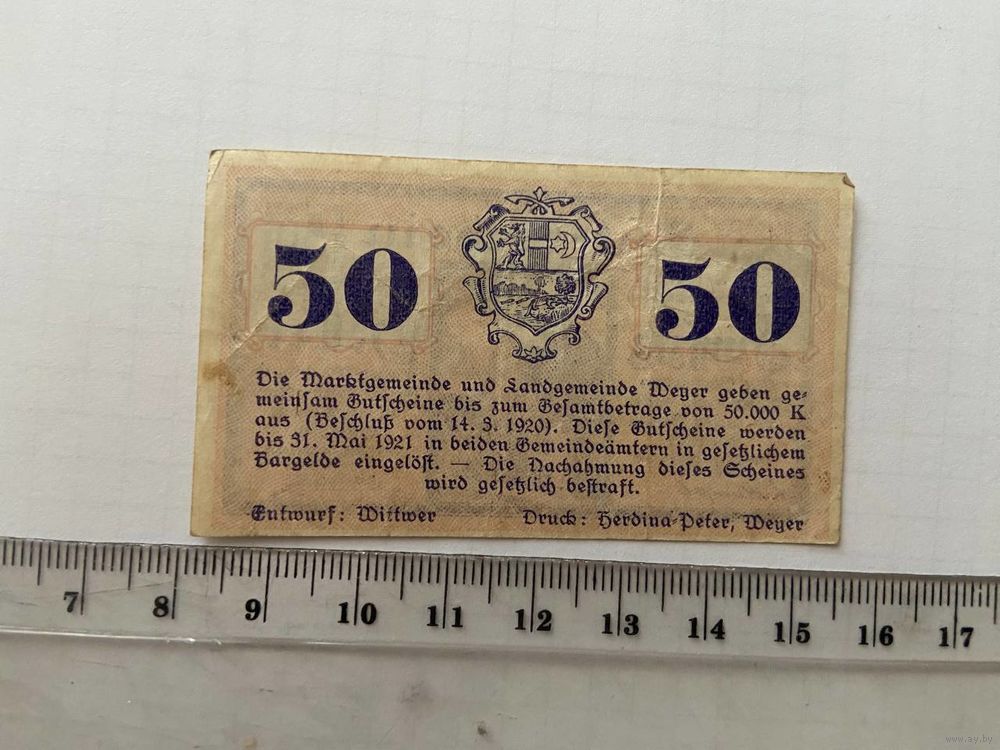 50 50
Die Marktgemeinde und Landgemeinde Weyer geben ge=
meinsam Gutscheine bis zum Gesamtbetrage von 50.000 K
aus (Beschluß vom 14. 3. 1920). Diese Gutscheine werden
bis 31. Mai 1921 in beiden Gemeindeämtern in gesetzlichem
Bargelde eingelöst. — Die Nachahmung dieses Scheines
wird gesetzlich bestraft.
Entwurf: Wittwer Druck: Herdina-Peter, Weyer
7 8 9 10 11 12 13 14 15 16 17
www.ay.by